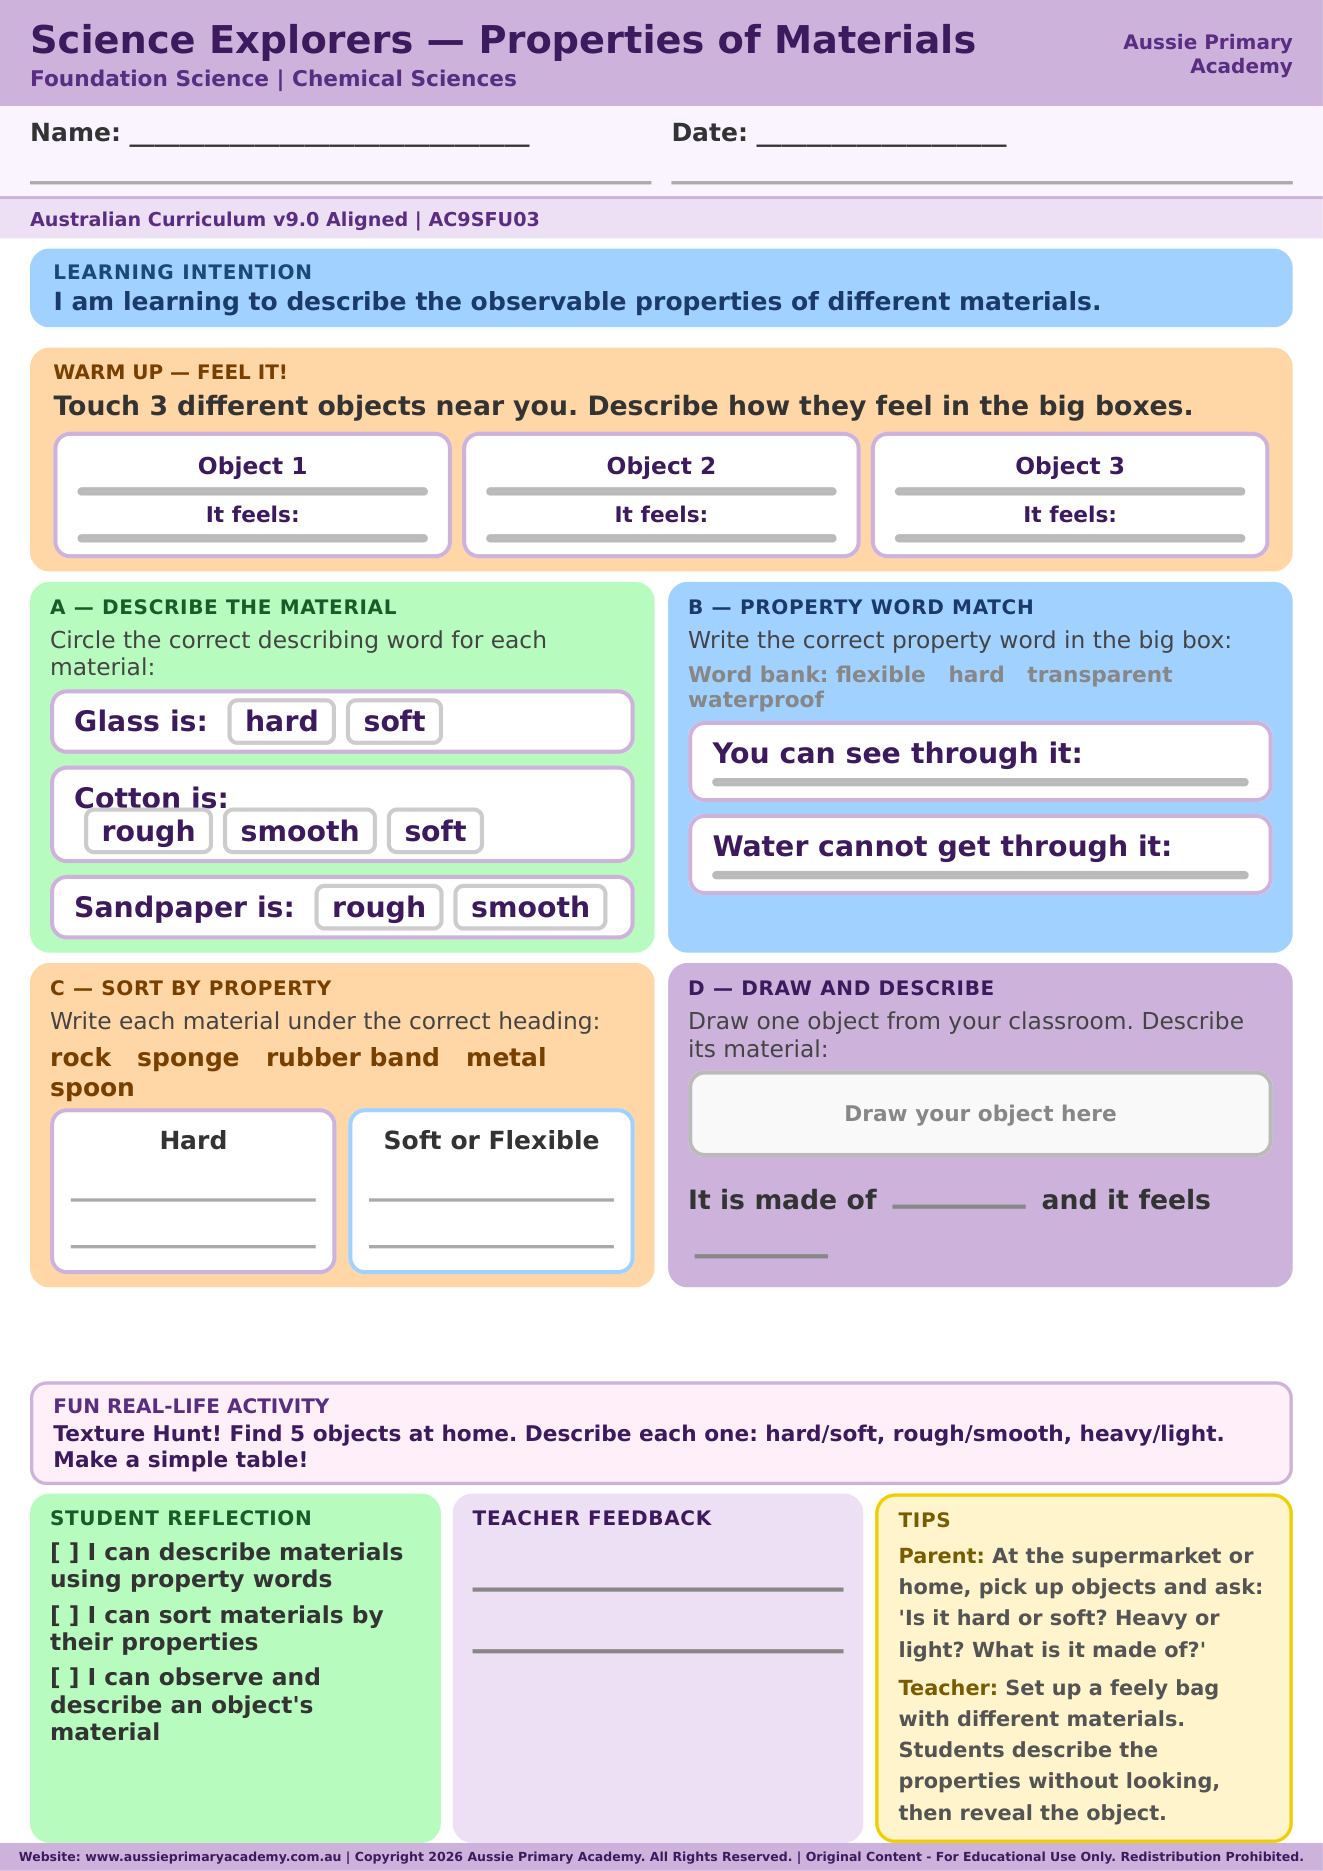 Science Explorers — Properties of Materials
Foundation Science | Chemical Sciences
Aussie Primary
Academy
Name: ________________________________
Date: ____________________
Australian Curriculum v9.0 Aligned | AC9SFU03
LEARNING INTENTION
I am learning to describe the observable properties of different materials.
WARM UP — FEEL IT!
Touch 3 different objects near you. Describe how they feel in the big boxes.
Object 1
It feels:
Object 2
It feels:
Object 3
It feels:
A — DESCRIBE THE MATERIAL
Circle the correct describing word for each
material:
Glass is: hard soft
Cotton is:
rough smooth soft
Sandpaper is: rough smooth
B — PROPERTY WORD MATCH
Write the correct property word in the big box:
Word bank: flexible hard transparent
waterproof
You can see through it:
Water cannot get through it:
C — SORT BY PROPERTY
Write each material under the correct heading:
rock sponge rubber band metal
spoon
Hard
Soft or Flexible
D — DRAW AND DESCRIBE
Draw one object from your classroom. Describe
its material:
Draw your object here
It is made of ________ and it feels
________
FUN REAL-LIFE ACTIVITY
Texture Hunt! Find 5 objects at home. Describe each one: hard/soft, rough/smooth, heavy/light.
Make a simple table!
STUDENT REFLECTION
[ ] I can describe materials
using property words
[ ] I can sort materials by
their properties
[ ] I can observe and
describe an object's
material
TEACHER FEEDBACK
TIPS
Parent: At the supermarket or
home, pick up objects and ask:
'Is it hard or soft? Heavy or
light? What is it made of?'
Teacher: Set up a feely bag
with different materials.
Students describe the
properties without looking,
then reveal the object.
Website: www.aussieprimaryacademy.com.au | Copyright 2026 Aussie Primary Academy. All Rights Reserved. | Original Content - For Educational Use Only. Redistribution Prohibited.